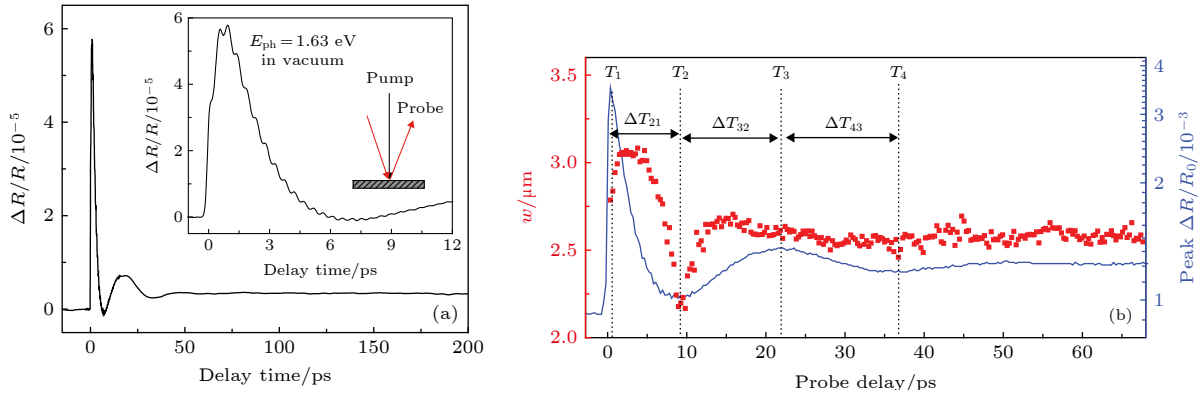 ΔR/R/10⁻⁵
6
4
2
0
0
50
100
150
200
Delay time/ps
(a)
ΔR/R/10⁻⁵
6
5
4
3
2
1
0
0
3
6
9
12
Delay time/ps
E_ph = 1.63 eV
in vacuum
Pump
Probe
w/μm
3.5
3.0
2.5
2.0
0
10
20
30
40
50
60
Probe delay/ps
T₁
T₂
T₃
T₄
ΔT₂₁
ΔT₃₂
ΔT₄₃
4
3
2
1
Peak ΔR/R₀/10⁻³
(b)